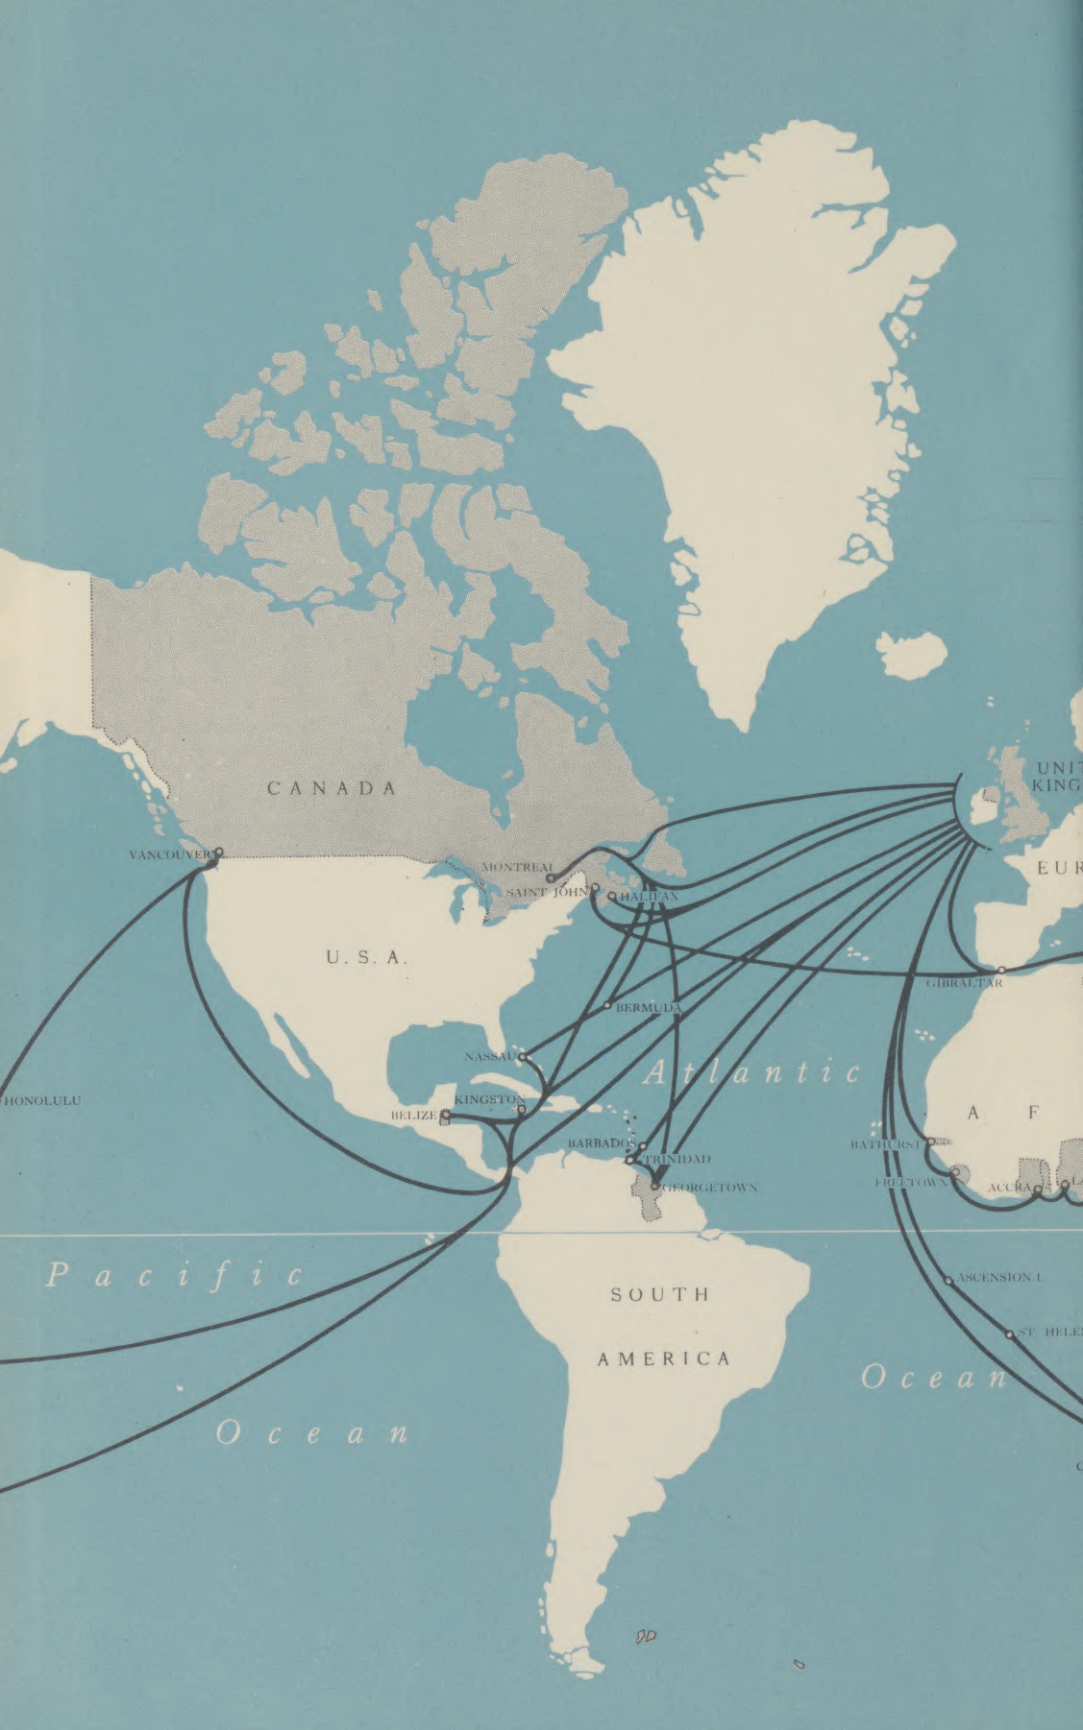 UNIT
KING
CANADA
VANCOUVER
MONTREAL
EUR
SAINT JOHN
HALIFAX
U.S.A.
GIBRALTAR
BERMUDA
NASSAU
Atlantic
HONOLULU
KINGSTON
BELIZE
A F
BARBADOS
BATHURST
TRINIDAD
FREETOWN
ACCRA
LA
GEORGETOWN
Pacific
ASCENSION I.
SOUTH
ST HELE
AMERICA
Ocean
Ocean